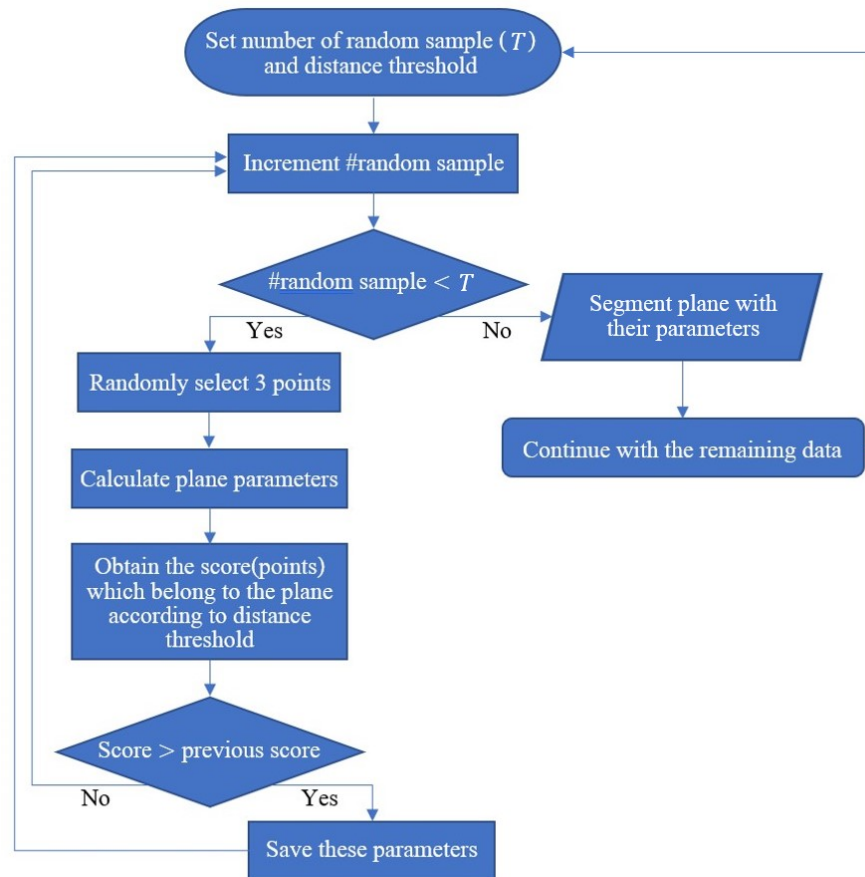 Set number of random sample (T)
and distance threshold
Increment #random sample
#random sample < T
Yes
No
Segment plane with
their parameters
Randomly select 3 points
Continue with the remaining data
Calculate plane parameters
Obtain the score(points)
which belong to the plane
according to distance
threshold
Score > previous score
No
Yes
Save these parameters